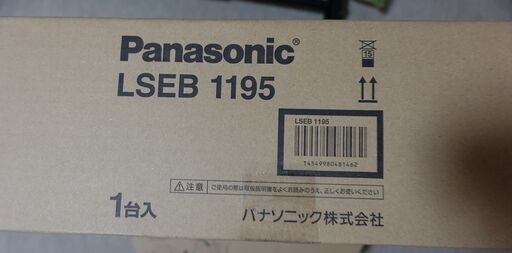 Panasonic®
15
LSEB 1195
LSEB 1195
14549980481462
⚠注意 ご使用の際は取扱説明書をよくお読みのうえ、正しくお使いください
1台入
パナソニック株式会社